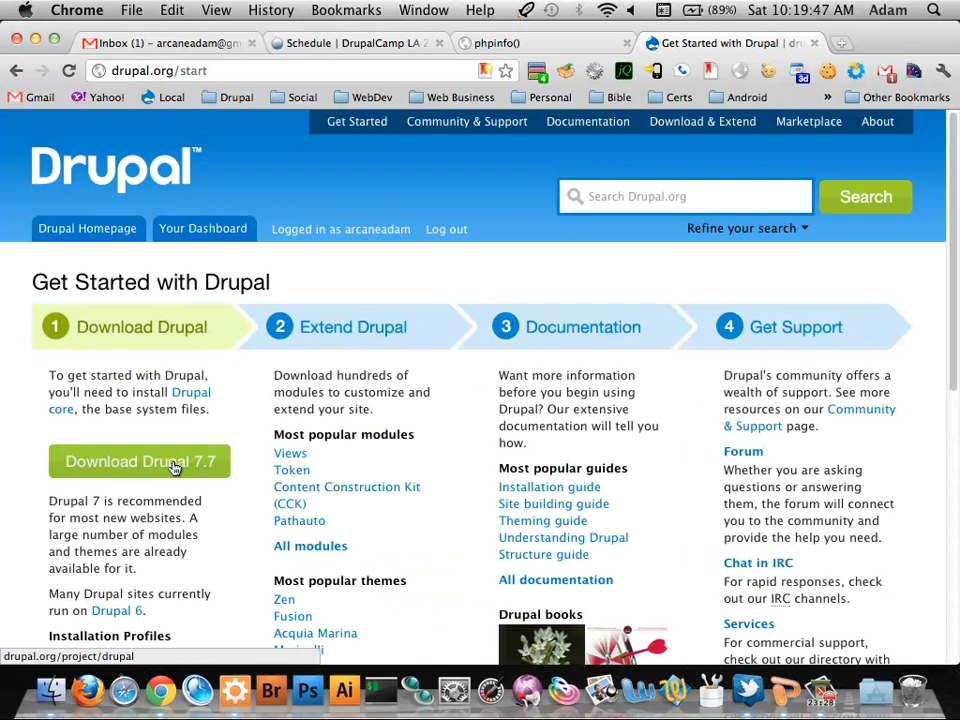 Chrome File Edit View History Bookmarks Window Help (89%) Sat 10:19:47 AM Adam
Inbox (1) - arcaneadam@gm Schedule | DrupalCamp LA 2 phpinfo() Get Started with Drupal | dru
drupal.org/start
Gmail Yahoo! Local Drupal Social WebDev Web Business Personal Bible Certs Android » Other Bookmarks
Get Started Community & Support Documentation Download & Extend Marketplace About
Drupal™
Search Drupal.org Search
Drupal Homepage Your Dashboard Logged in as arcaneadam Log out Refine your search
Get Started with Drupal
1 Download Drupal
To get started with Drupal,
you'll need to install Drupal
core, the base system files.
Download Drupal 7.7
Drupal 7 is recommended
for most new websites. A
large number of modules
and themes are already
available for it.
Many Drupal sites currently
run on Drupal 6.
Installation Profiles
2 Extend Drupal
Download hundreds of
modules to customize and
extend your site.
Most popular modules
Views
Token
Content Construction Kit
(CCK)
Pathauto
All modules
Most popular themes
Zen
Fusion
Acquia Marina
3 Documentation
Want more information
before you begin using
Drupal? Our extensive
documentation will tell you
how.
Most popular guides
Installation guide
Site building guide
Theming guide
Understanding Drupal
Structure guide
All documentation
Drupal books
4 Get Support
Drupal's community offers a
wealth of support. See more
resources on our Community
& Support page.
Forum
Whether you are asking
questions or answering
them, the forum will connect
you to the community and
provide the help you need.
Chat in IRC
For rapid responses, check
out our IRC channels.
Services
For commercial support,
check out our directory with
drupal.org/project/drupal
Br Ps Ai 23:28